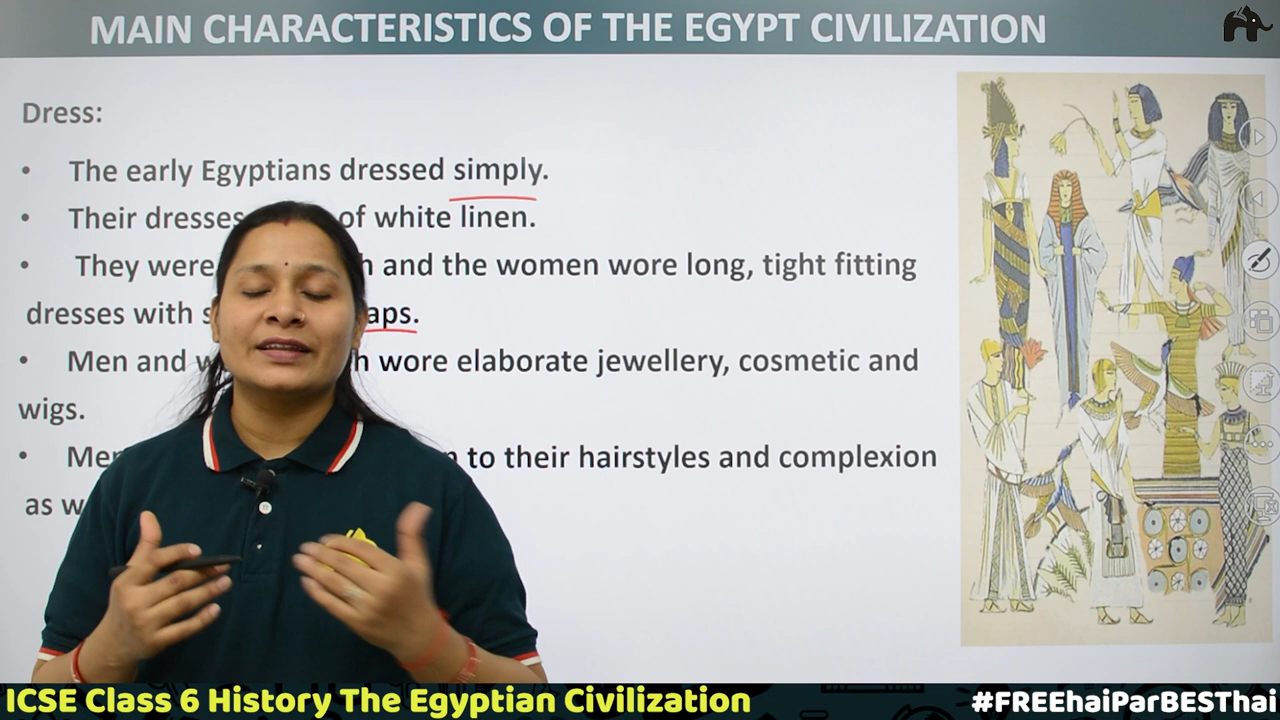 MAIN CHARACTERISTICS OF THE EGYPT CIVILIZATION
Dress:
• The early Egyptians dressed simply.
• Their dresses of white linen.
• They were and the women wore long, tight fitting
dresses with
• Men and wore elaborate jewellery, cosmetic and
wigs.
• to their hairstyles and complexion
as
ICSE Class 6 History The Egyptian Civilization
#FREEhaiParBESThai